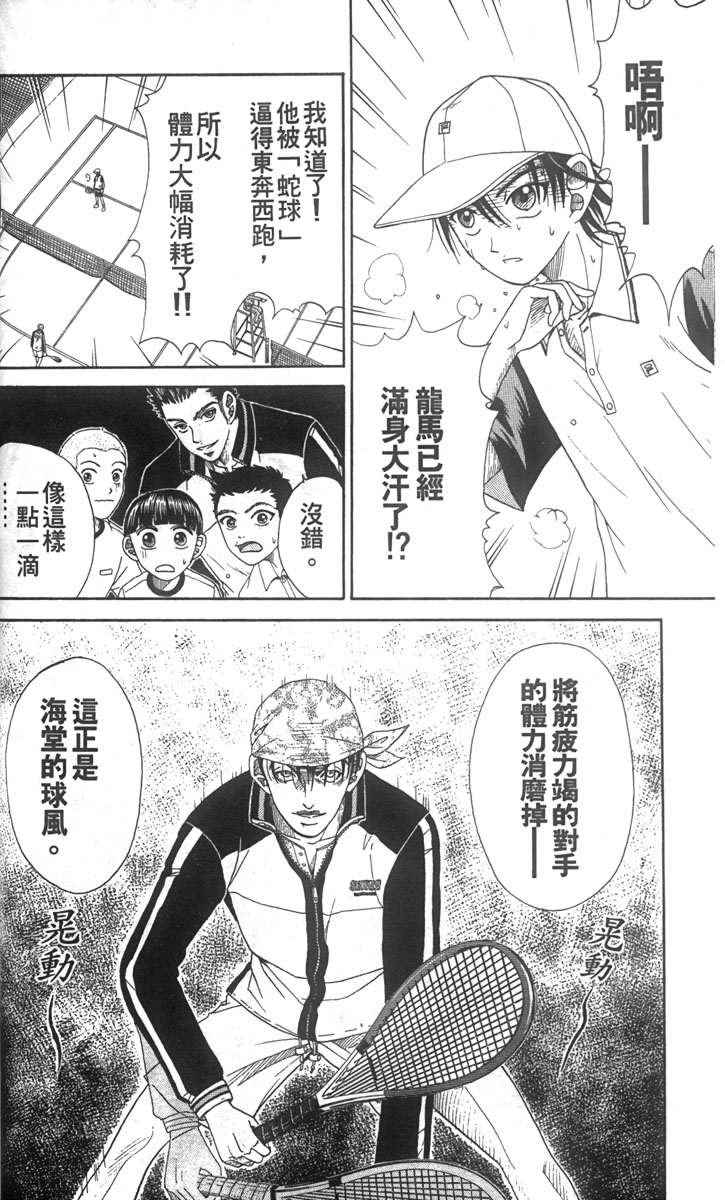 唔啊——
龍馬已經
滿身大汗了!?
我知道了!
他被「蛇球」
逼得東奔西跑，
所以
體力大幅消耗了!!
沒錯。
像這樣
一點一滴
……
將筋疲力竭的對手
的體力消磨掉——
這正是
海堂的球風。
晃動
晃動